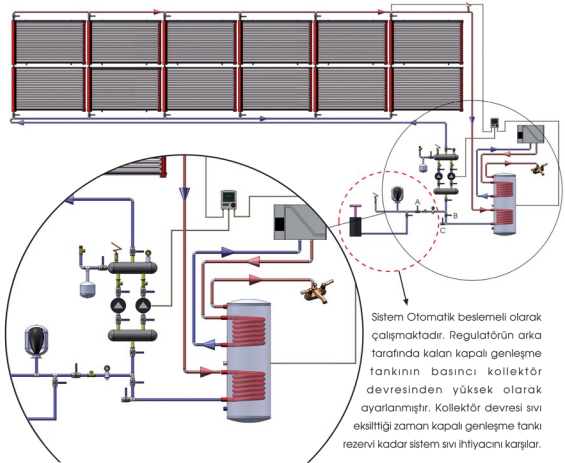 A
B
C
Sistem Otomatik beslemeli olarak
çalışmaktadır. Regulatörün arka
tarafında kalan kapalı genleşme
tankının basıncı kollektör
devresinden yüksek olarak
ayarlanmıştır. Kollektör devresi sıvı
eksilttiği zaman kapalı genleşme tankı
rezervi kadar sistem sıvı ihtiyacını karşılar.